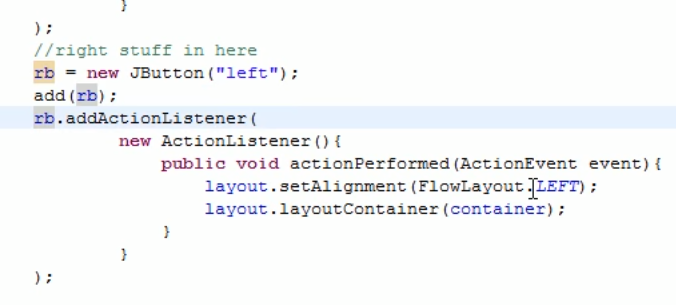 }
);
//right stuff in here
rb = new JButton("left");
add(rb);
rb.addActionListener(
new ActionListener(){
public void actionPerformed(ActionEvent event){
layout.setAlignment(FlowLayout.LEFT);
layout.layoutContainer(container);
}
}
);